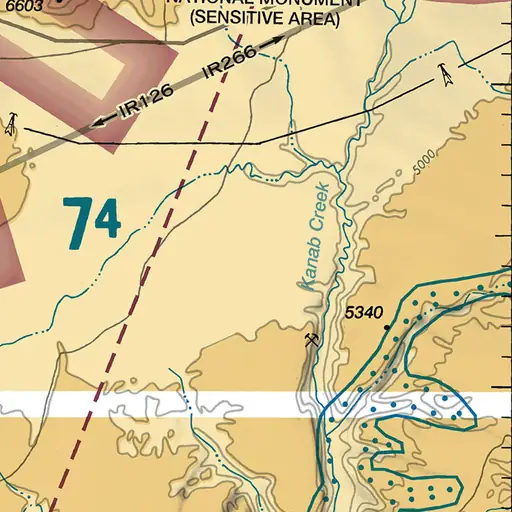 6603
NATIONAL MONUMENT
(SENSITIVE AREA)
IR266
IR126
5000
74
Kanab Creek
5340